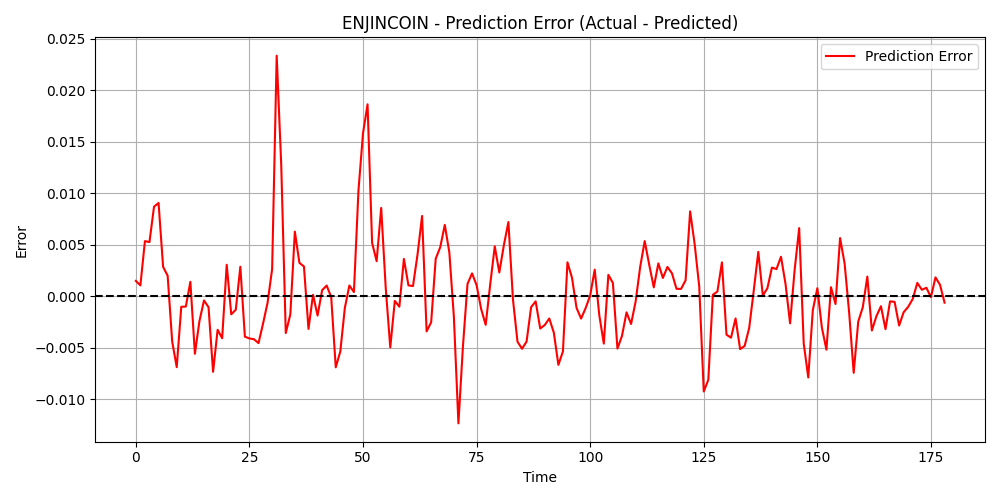 ENJINCOIN - Prediction Error (Actual - Predicted)
Prediction Error
Error
0.025
0.020
0.015
0.010
0.005
0.000
−0.005
−0.010
0 25 50 75 100 125 150 175
Time